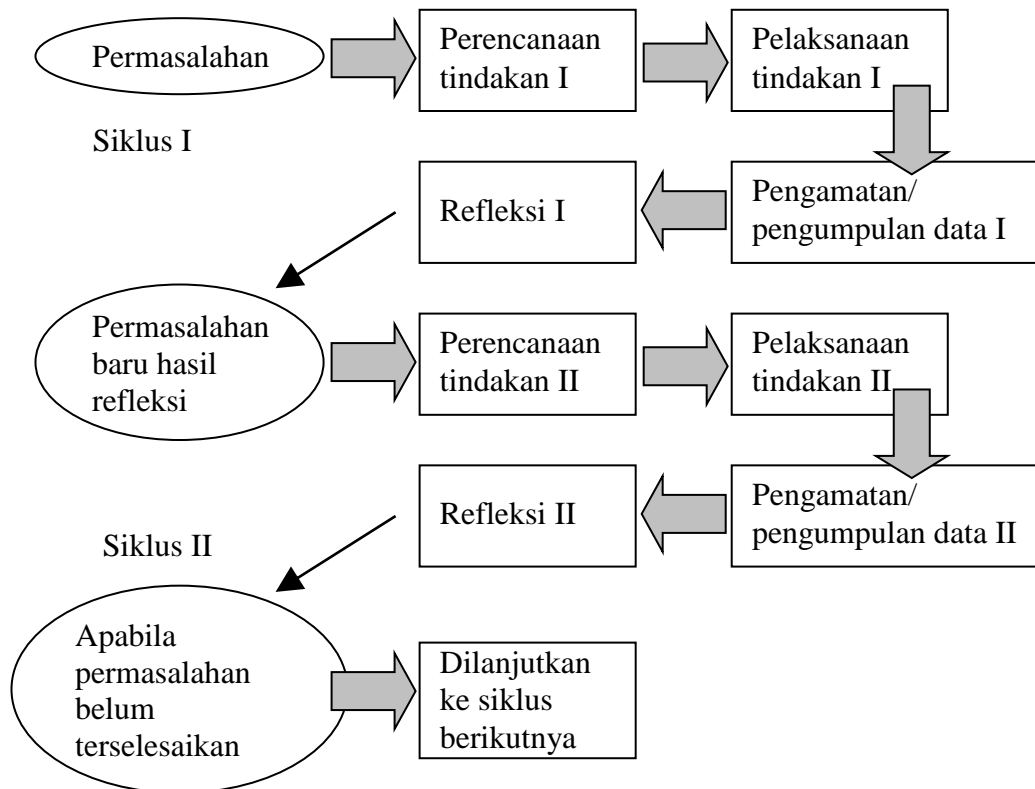 Permasalahan
Perencanaan
tindakan I
Pelaksanaan
tindakan I
Siklus I
Refleksi I
Pengamatan/
pengumpulan data I
Permasalahan
baru hasil
refleksi
Perencanaan
tindakan II
Pelaksanaan
tindakan II
Refleksi II
Pengamatan/
pengumpulan data II
Siklus II
Apabila
permasalahan
belum
terselesaikan
Dilanjutkan
ke siklus
berikutnya